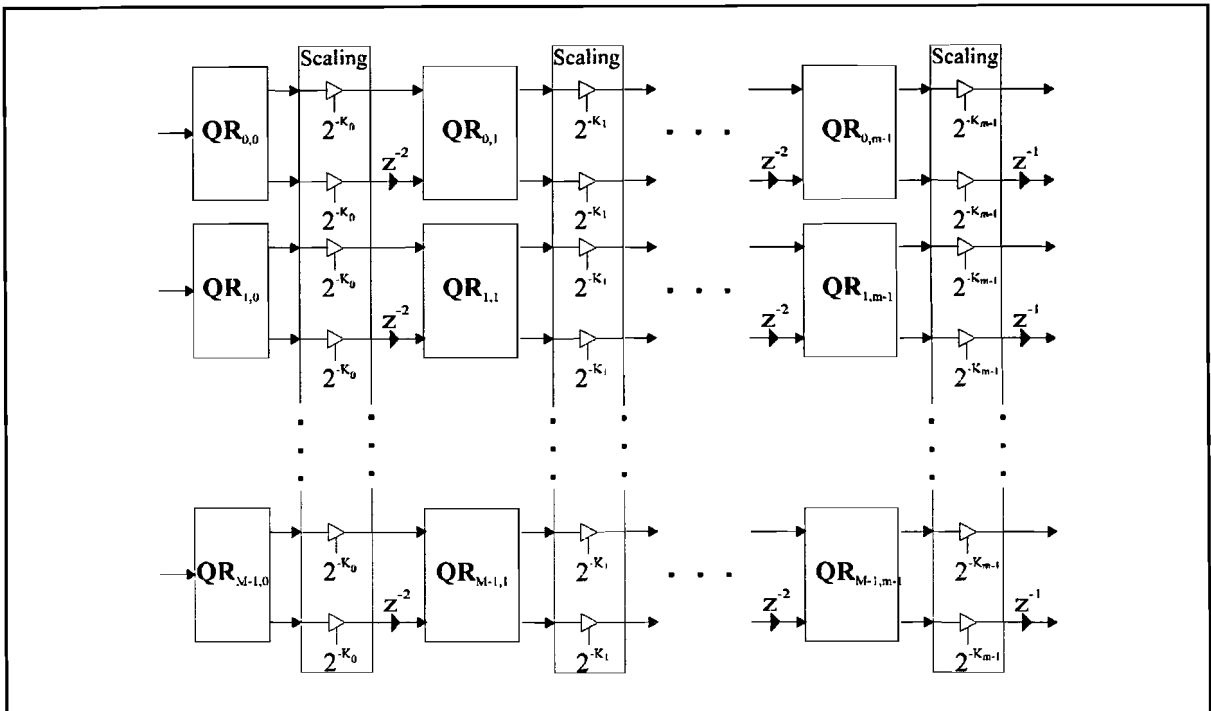 Scaling Scaling Scaling
QR0,0 2^-K0 z^-2 QR0,1 2^-K1 . . . z^-2 QR0,m-1 2^-Km-1 z^-1
2^-K0 2^-K1 2^-Km-1
QR1,0 2^-K0 z^-2 QR1,1 2^-K1 . . . z^-2 QR1,m-1 2^-Km-1 z^-1
2^-K0 2^-K1 2^-Km-1
QRM-1,0 2^-K0 z^-2 QRM-1,1 2^-K1 . . . z^-2 QRM-1,m-1 2^-Km-1 z^-1
2^-K0 2^-K1 2^-Km-1